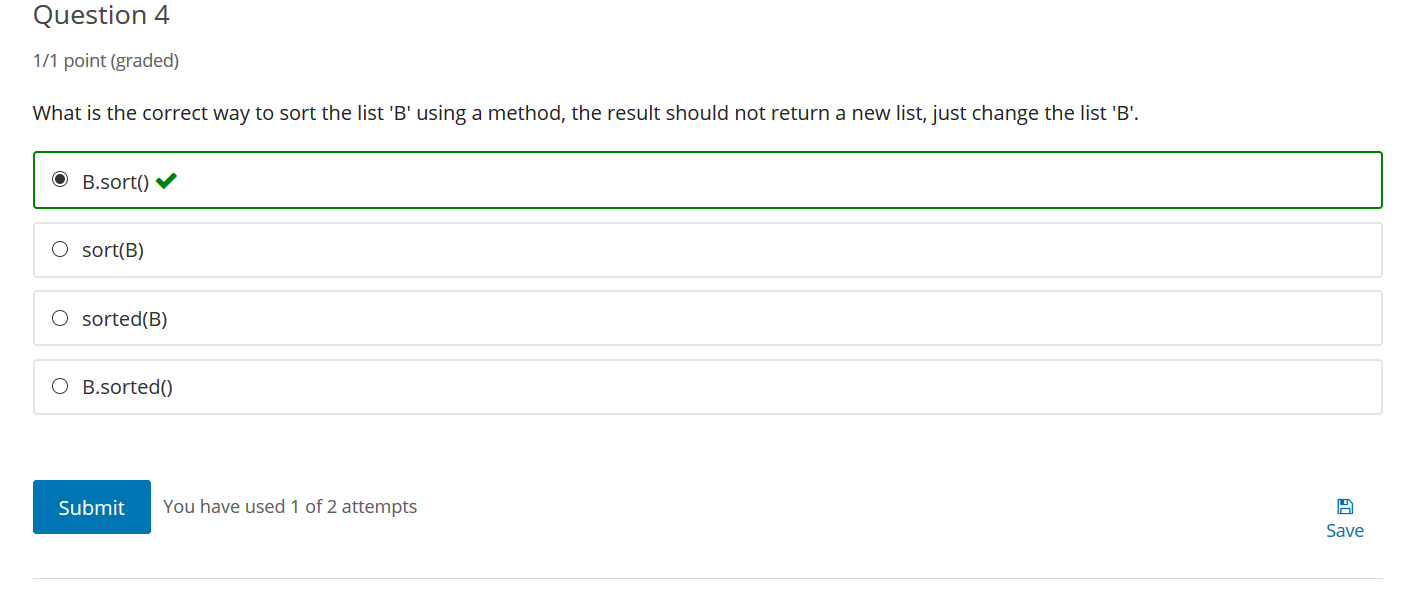 Question 4
1/1 point (graded)
What is the correct way to sort the list 'B' using a method, the result should not return a new list, just change the list 'B'.
B.sort()
sort(B)
sorted(B)
B.sorted()
Submit
You have used 1 of 2 attempts
Save